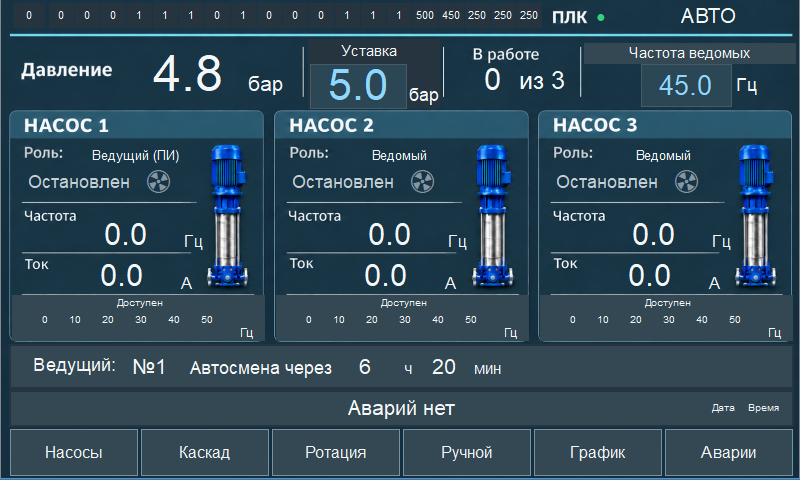 0 0 0 0 1 1 1 0 1 0 0 0 1 1 1 500 450 250 250 250 ПЛК АВТО
Давление 4.8 бар Уставка 5.0 бар В работе 0 из 3 Частота ведомых 45.0 Гц
НАСОС 1
Роль: Ведущий (ПИ)
Остановлен
Частота
0.0 Гц
Ток
0.0 А
Доступен
0 10 20 30 40 50
Гц
НАСОС 2
Роль: Ведомый
Остановлен
Частота
0.0 Гц
Ток
0.0 А
Доступен
0 10 20 30 40 50
Гц
НАСОС 3
Роль: Ведомый
Остановлен
Частота
0.0 Гц
Ток
0.0 А
Доступен
0 10 20 30 40 50
Гц
Ведущий: №1 Автосмена через 6 ч 20 мин
Аварий нет Дата Время
Насосы Каскад Ротация Ручной График Аварии